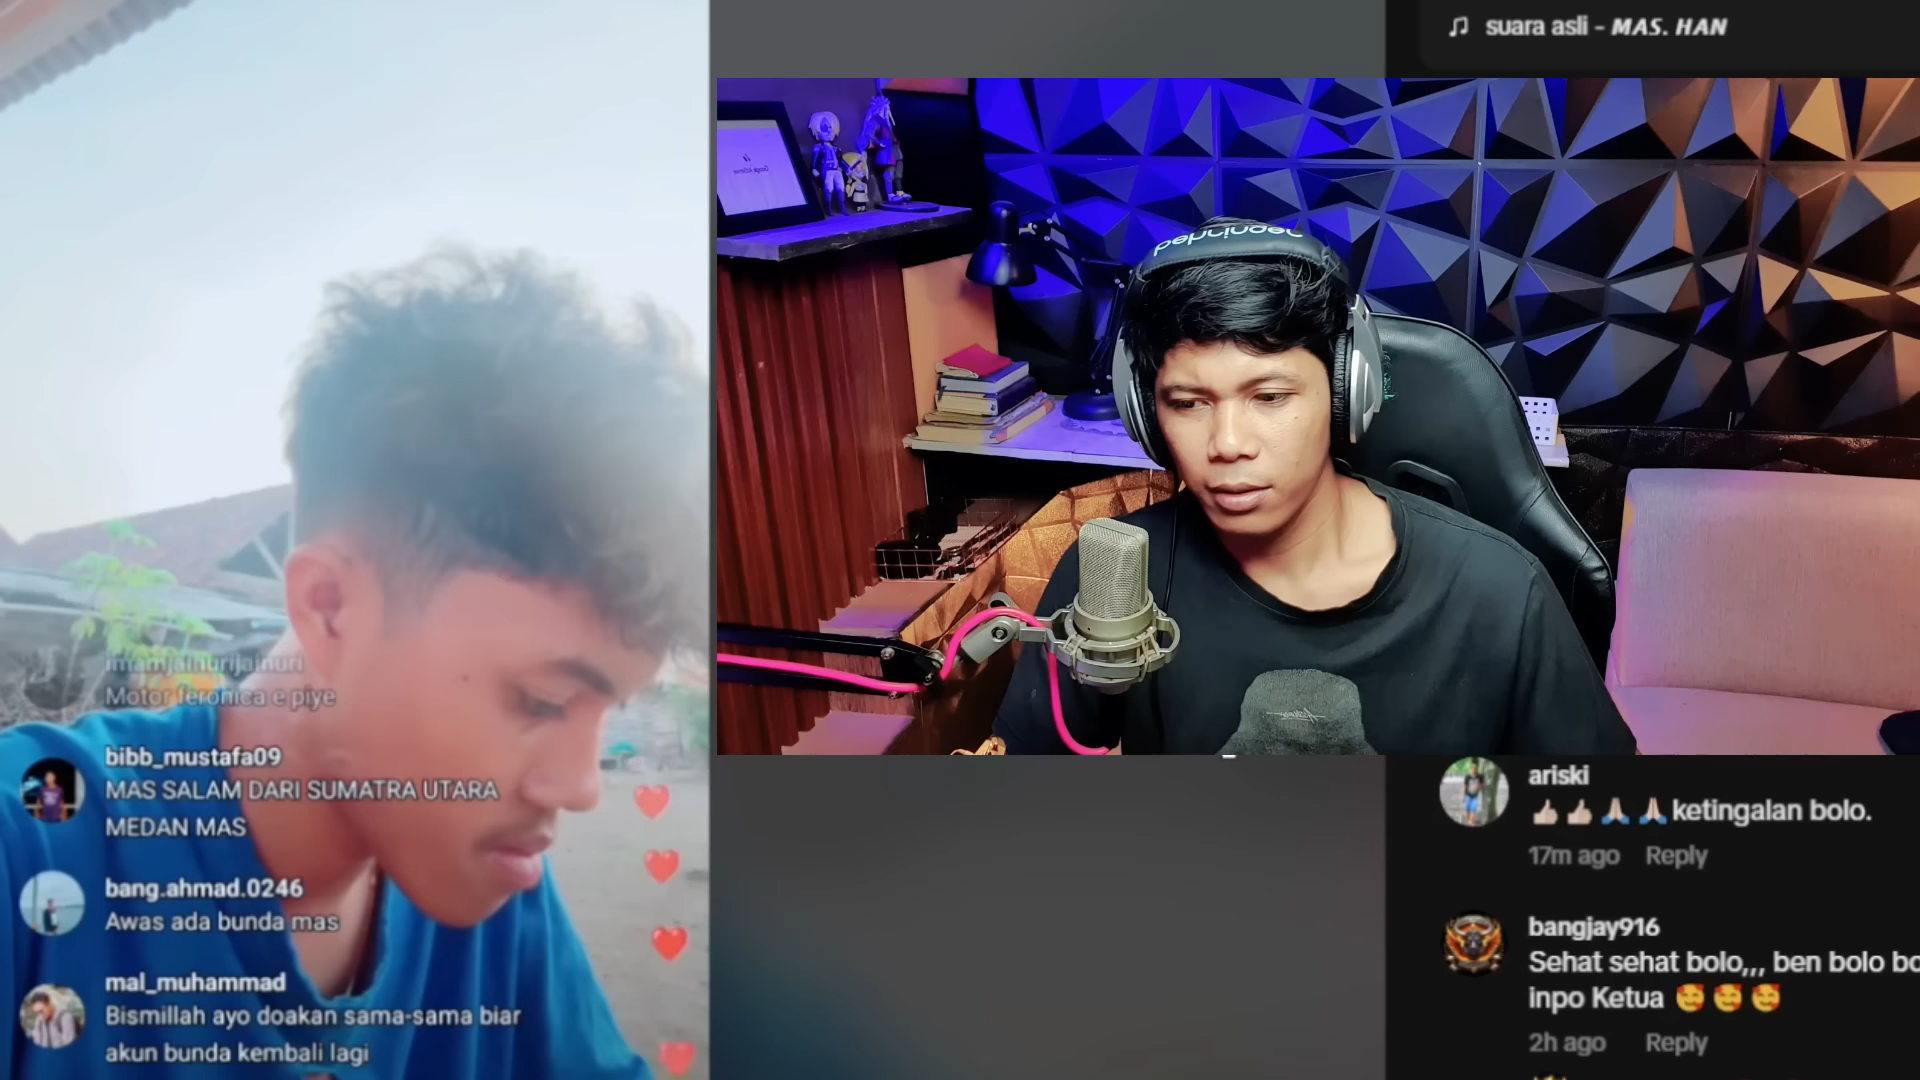 suara asli - MAS. HAN
behringer
imamjainurijainuri
Motor feronica e piye
bibb_mustafa09
MAS SALAM DARI SUMATRA UTARA
MEDAN MAS
bang.ahmad.0246
Awas ada bunda mas
mal_muhammad
Bismillah ayo doakan sama-sama biar
akun bunda kembali lagi
ariski
👍🏻👍🏻🙏🏻🙏🏻ketingalan bolo.
17m ago Reply
bangjay916
Sehat sehat bolo,,, ben bolo bo
inpo Ketua 🥰🥰🥰
2h ago Reply